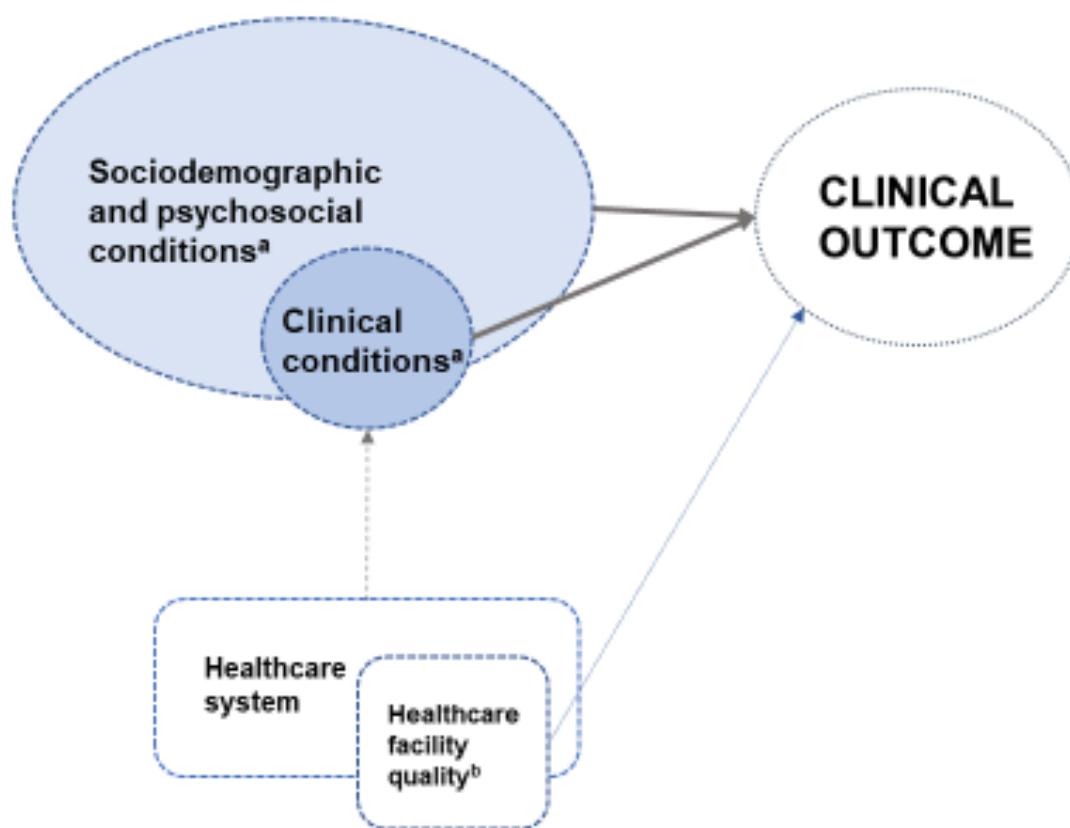 Sociodemographic
and psychosocial
conditionsᵃ
Clinical
conditionsᵃ
CLINICAL
OUTCOME
Healthcare
system
Healthcare
facility
qualityᵇ